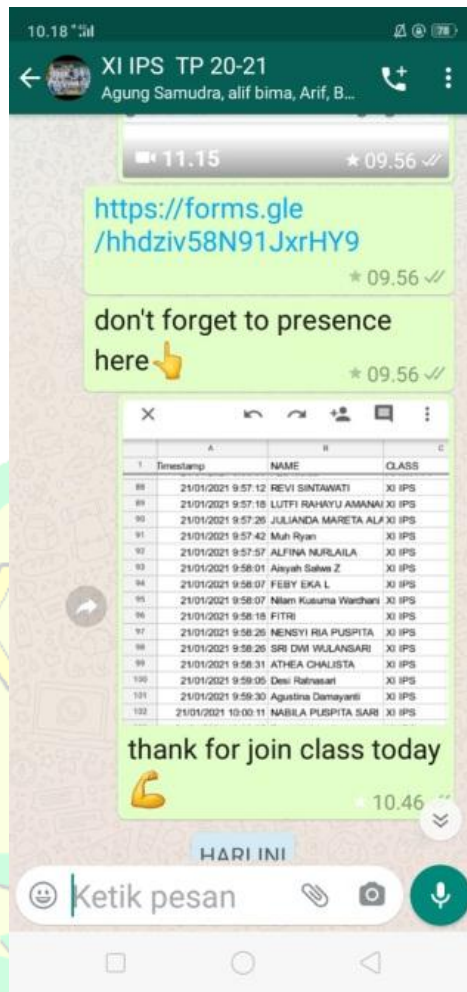 10.18
78
XI IPS TP 20-21
Agung Samudra, alif bima, Arif, B...
11.15
09.56
https://forms.gle
/hhdziv58N91JxrHY9
09.56
don't forget to presence
here
09.56
A B C
1 Timestamp NAME CLASS
88 21/01/2021 9:57:12 REVI SINTAWATI XI IPS
89 21/01/2021 9:57:18 LUTFI RAHAYU AMANAI XI IPS
90 21/01/2021 9:57:26 JULIANDA MARETA ALA XI IPS
91 21/01/2021 9:57:42 Muh Ryan XI IPS
92 21/01/2021 9:57:57 ALFINA NURLAILA XI IPS
93 21/01/2021 9:58:01 Aisyah Salwa Z XI IPS
94 21/01/2021 9:58:07 FEBY EKA L XI IPS
95 21/01/2021 9:58:07 Nilam Kusuma Wardhani XI IPS
96 21/01/2021 9:58:18 FITRI XI IPS
97 21/01/2021 9:58:26 NENSYI RIA PUSPITA XI IPS
98 21/01/2021 9:58:26 SRI DWI WULANSARI XI IPS
99 21/01/2021 9:58:31 ATHEA CHALISTA XI IPS
100 21/01/2021 9:59:05 Desi Ratnasari XI IPS
101 21/01/2021 9:59:30 Agustina Damayanti XI IPS
102 21/01/2021 10:00:11 NABILA PUSPITA SARI XI IPS
thank for join class today
10.46
HARI INI
Ketik pesan